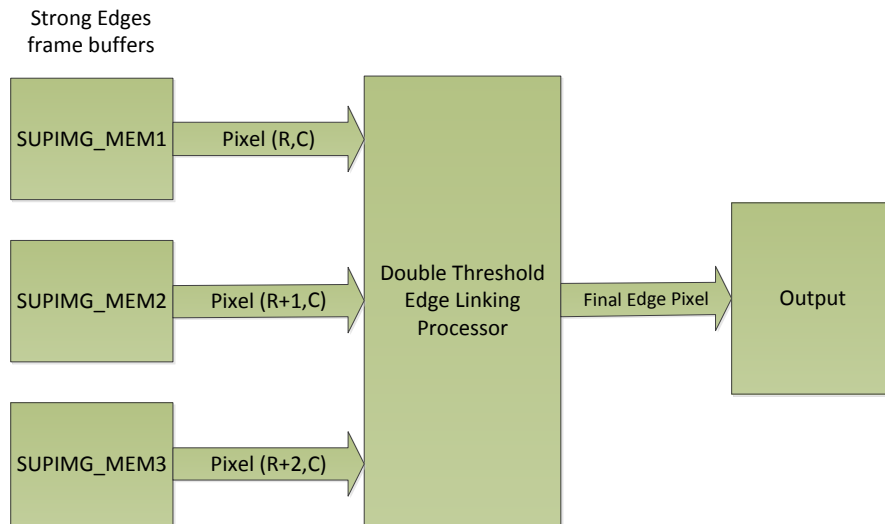 Strong Edges
frame buffers
SUPIMG_MEM1
Pixel (R,C)
SUPIMG_MEM2
Pixel (R+1,C)
Double Threshold
Edge Linking
Processor
Final Edge Pixel
Output
SUPIMG_MEM3
Pixel (R+2,C)